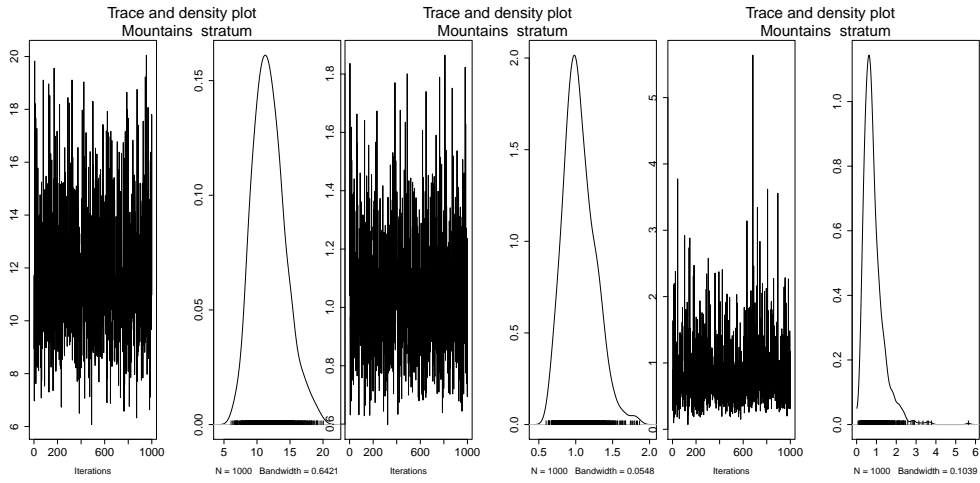 Trace and density plot
Mountains stratum
Trace and density plot
Mountains stratum
Trace and density plot
Mountains stratum
20
18
16
14
12
10
8
6
0 200 600 1000
Iterations
0.15
0.10
0.05
0.00
5 10 15 20
N = 1000 Bandwidth = 0.6421
1.8
1.6
1.4
1.2
1.0
0.8
0.6
0 200 600 1000
Iterations
2.0
1.5
1.0
0.5
0.0
0.5 1.0 1.5 2.0
N = 1000 Bandwidth = 0.0548
5
4
3
2
1
0
0 200 600 1000
Iterations
1.0
0.8
0.6
0.4
0.2
0.0
0 1 2 3 4 5 6
N = 1000 Bandwidth = 0.1039